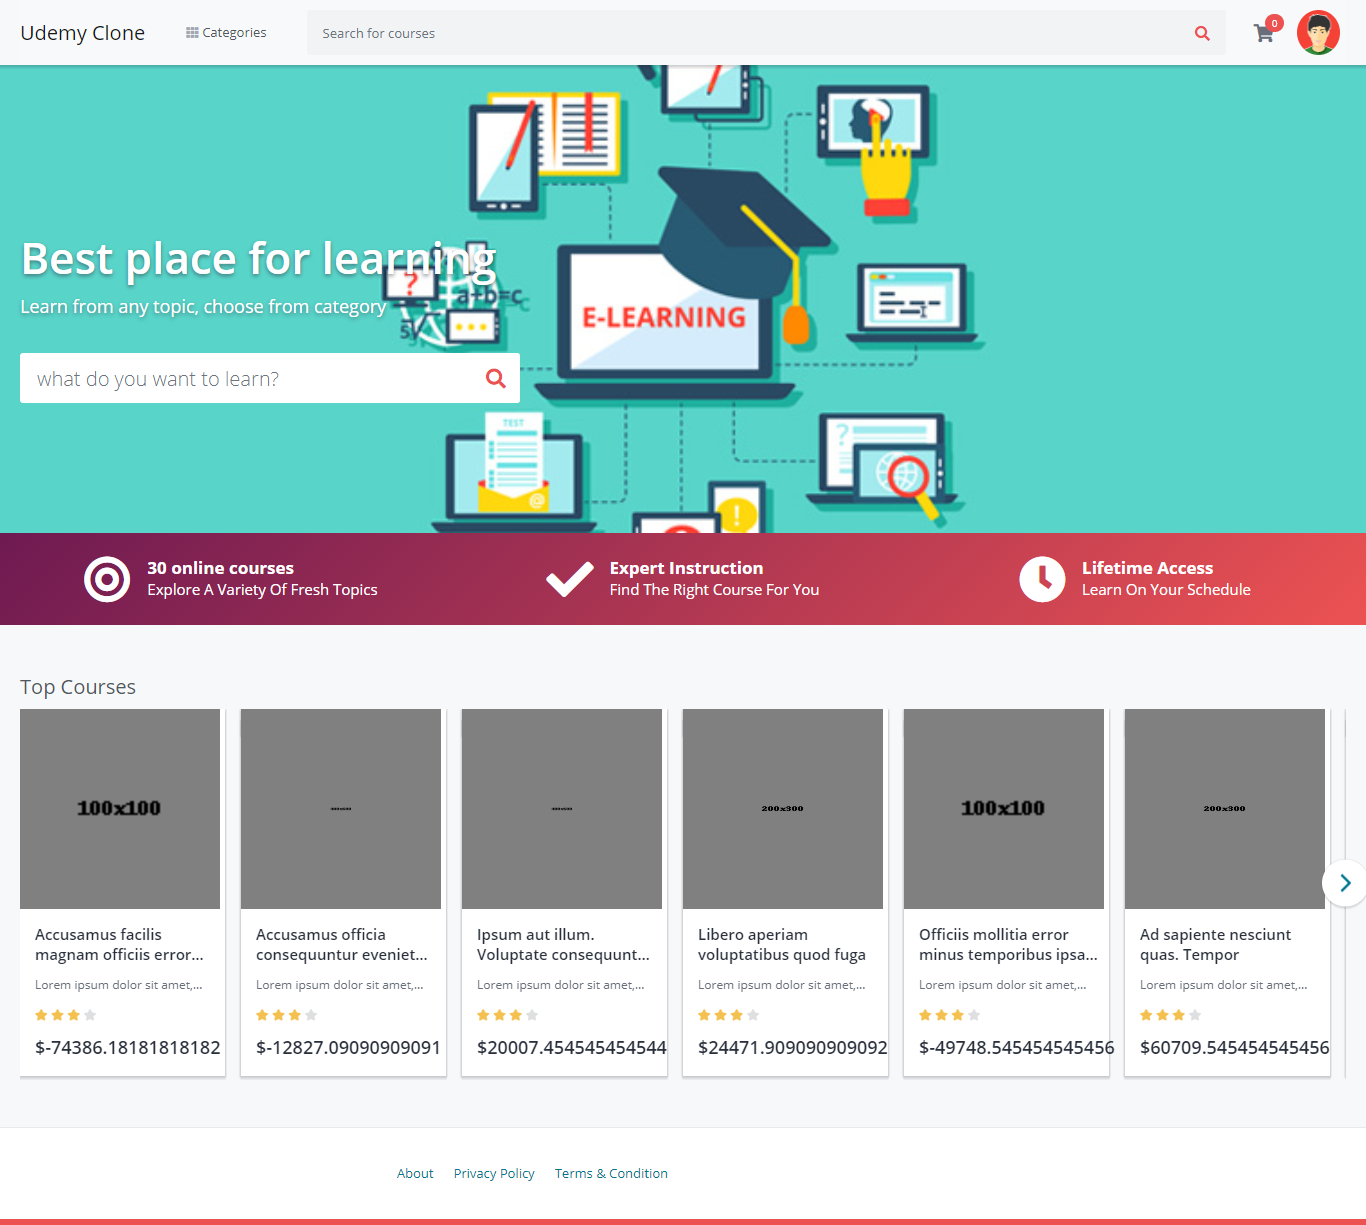 Udemy Clone
Categories
Search for courses
0
a+b=c
E-LEARNING
TEST
Best place for learning
Learn from any topic, choose from category
what do you want to learn?
30 online courses
Explore A Variety Of Fresh Topics
Expert Instruction
Find The Right Course For You
Lifetime Access
Learn On Your Schedule
Top Courses
100x100
200x300
100x100
200x300
Accusamus facilis
magnam officiis error...
Lorem ipsum dolor sit amet,...
$-74386.18181818182
Accusamus officia
consequuntur eveniet...
Lorem ipsum dolor sit amet,...
$-12827.09090909091
Ipsum aut illum.
Voluptate consequunt...
Lorem ipsum dolor sit amet,...
$20007.454545454544
Libero aperiam
voluptatibus quod fuga
Lorem ipsum dolor sit amet,...
$24471.909090909092
Officiis mollitia error
minus temporibus ipsa...
Lorem ipsum dolor sit amet,...
$-49748.545454545456
Ad sapiente nesciunt
quas. Tempor
Lorem ipsum dolor sit amet,...
$60709.545454545456
About
Privacy Policy
Terms & Condition